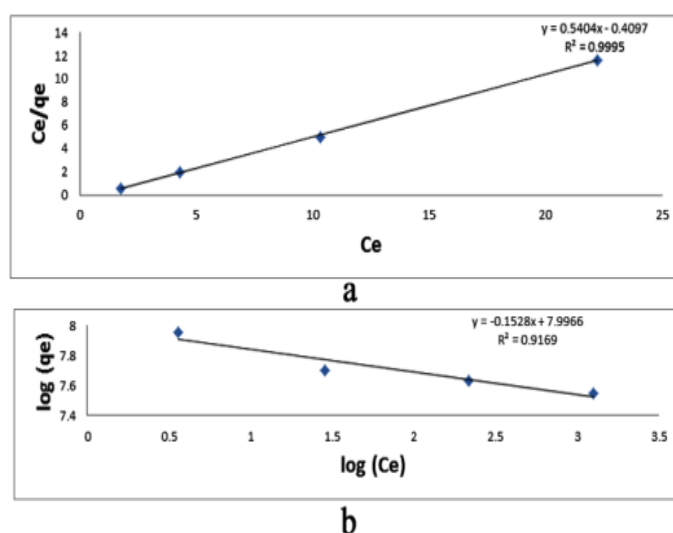 y = 0.5404x - 0.4097
R² = 0.9995
14
12
10
8
6
4
2
0
Ce/qe
0 5 10 15 20 25
Ce
a
y = -0.1528x + 7.9966
R² = 0.9169
8
7.8
7.6
7.4
log (qe)
0 0.5 1 1.5 2 2.5 3 3.5
log (Ce)
b